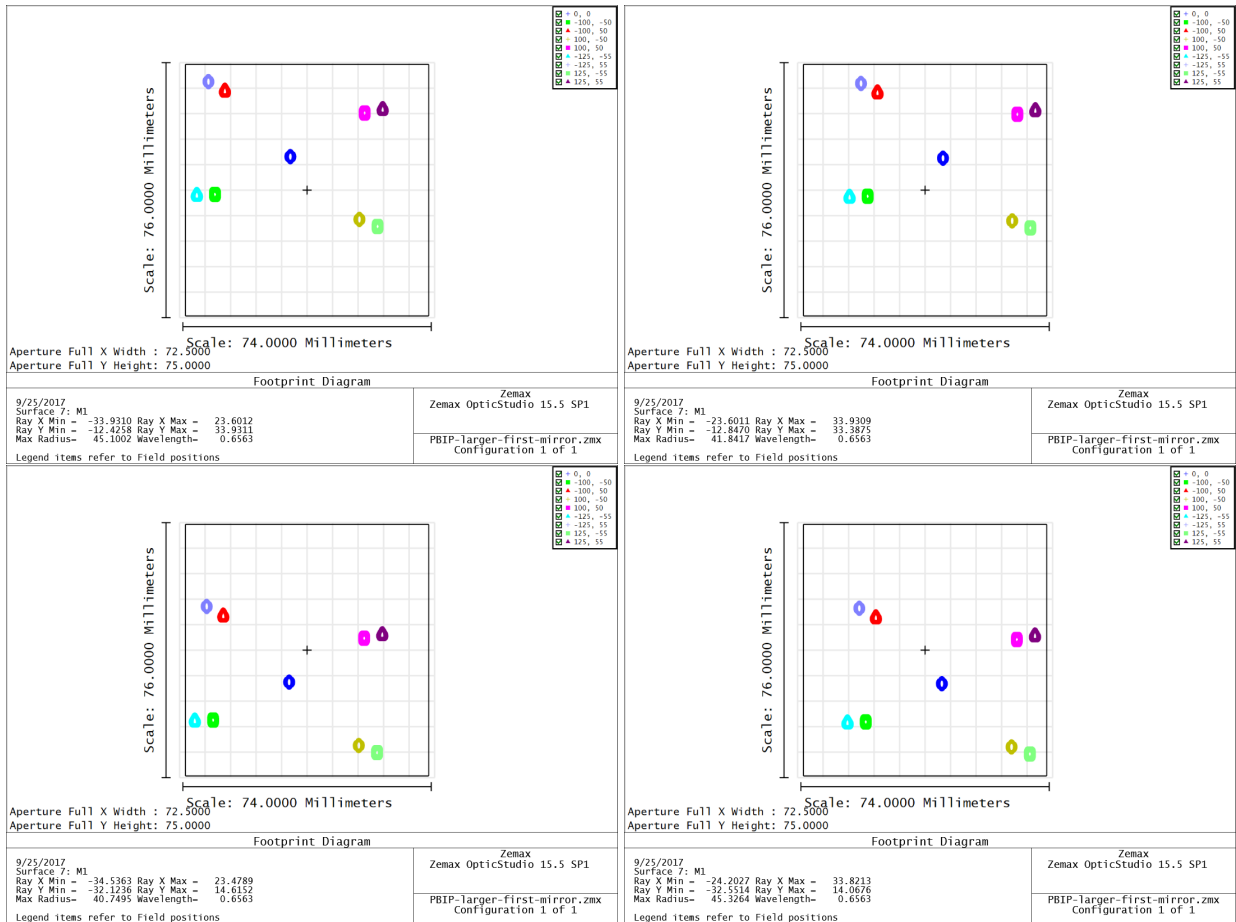 0, 0
-100, -50
-100, 50
100, -50
100, 50
-125, -55
-125, 55
125, -55
125, 55
Scale: 76.0000 Millimeters
Scale: 74.0000 Millimeters
Aperture Full X Width : 72.5000
Aperture Full Y Height: 75.0000
Footprint Diagram
9/25/2017
Surface 7: M1
Ray X Min = -33.9310 Ray X Max = 23.6012
Ray Y Min = -12.4258 Ray Y Max = 33.9311
Max Radius= 45.1002 Wavelength= 0.6563
Legend items refer to Field positions
Zemax
Zemax OpticStudio 15.5 SP1
PBIP-larger-first-mirror.zmx
Configuration 1 of 1
0, 0
-100, -50
-100, 50
100, -50
100, 50
-125, -55
-125, 55
125, -55
125, 55
Scale: 76.0000 Millimeters
Scale: 74.0000 Millimeters
Aperture Full X Width : 72.5000
Aperture Full Y Height: 75.0000
Footprint Diagram
9/25/2017
Surface 7: M1
Ray X Min = -23.6011 Ray X Max = 33.9309
Ray Y Min = -12.8470 Ray Y Max = 33.3875
Max Radius= 41.8417 Wavelength= 0.6563
Legend items refer to Field positions
Zemax
Zemax OpticStudio 15.5 SP1
PBIP-larger-first-mirror.zmx
Configuration 1 of 1
0, 0
-100, -50
-100, 50
100, -50
100, 50
-125, -55
-125, 55
125, -55
125, 55
Scale: 76.0000 Millimeters
Scale: 74.0000 Millimeters
Aperture Full X Width : 72.5000
Aperture Full Y Height: 75.0000
Footprint Diagram
9/25/2017
Surface 7: M1
Ray X Min = -34.5363 Ray X Max = 23.4789
Ray Y Min = -32.1236 Ray Y Max = 14.6152
Max Radius= 40.7495 Wavelength= 0.6563
Legend items refer to Field positions
Zemax
Zemax OpticStudio 15.5 SP1
PBIP-larger-first-mirror.zmx
Configuration 1 of 1
0, 0
-100, -50
-100, 50
100, -50
100, 50
-125, -55
-125, 55
125, -55
125, 55
Scale: 76.0000 Millimeters
Scale: 74.0000 Millimeters
Aperture Full X Width : 72.5000
Aperture Full Y Height: 75.0000
Footprint Diagram
9/25/2017
Surface 7: M1
Ray X Min = -24.2027 Ray X Max = 33.8213
Ray Y Min = -32.5514 Ray Y Max = 14.0676
Max Radius= 45.3264 Wavelength= 0.6563
Legend items refer to Field positions
Zemax
Zemax OpticStudio 15.5 SP1
PBIP-larger-first-mirror.zmx
Configuration 1 of 1